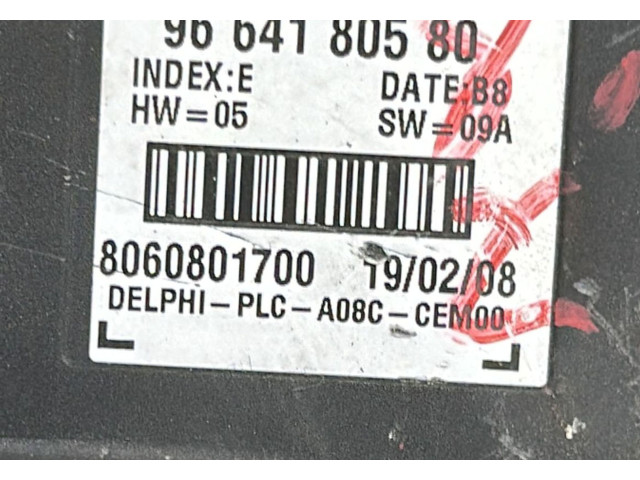 96 641 805 80
INDEX:E DATE:B8
HW=05 SW=09A
8060801700 19/02/08
DELPHI-PLC-A08C-CEM00